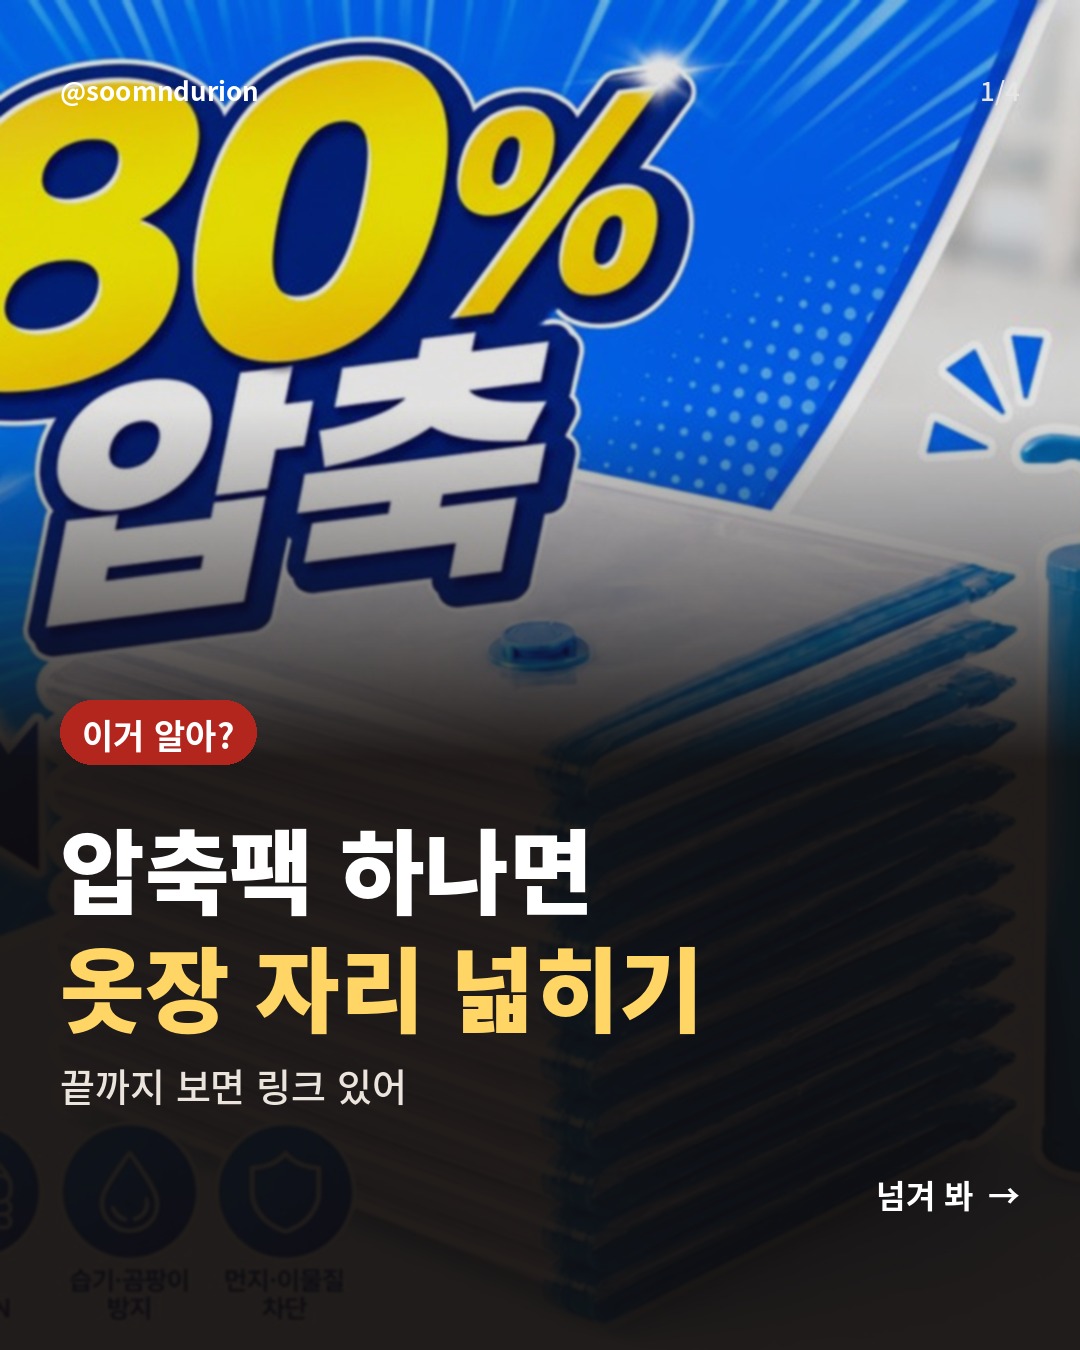 @soomndurion
1/4
80%
압축
이거 알아?
압축팩 하나면
옷장 자리 넓히기
끝까지 보면 링크 있어
넘겨 봐 →
습기·곰팡이
방지
먼지·이물질
차단
N